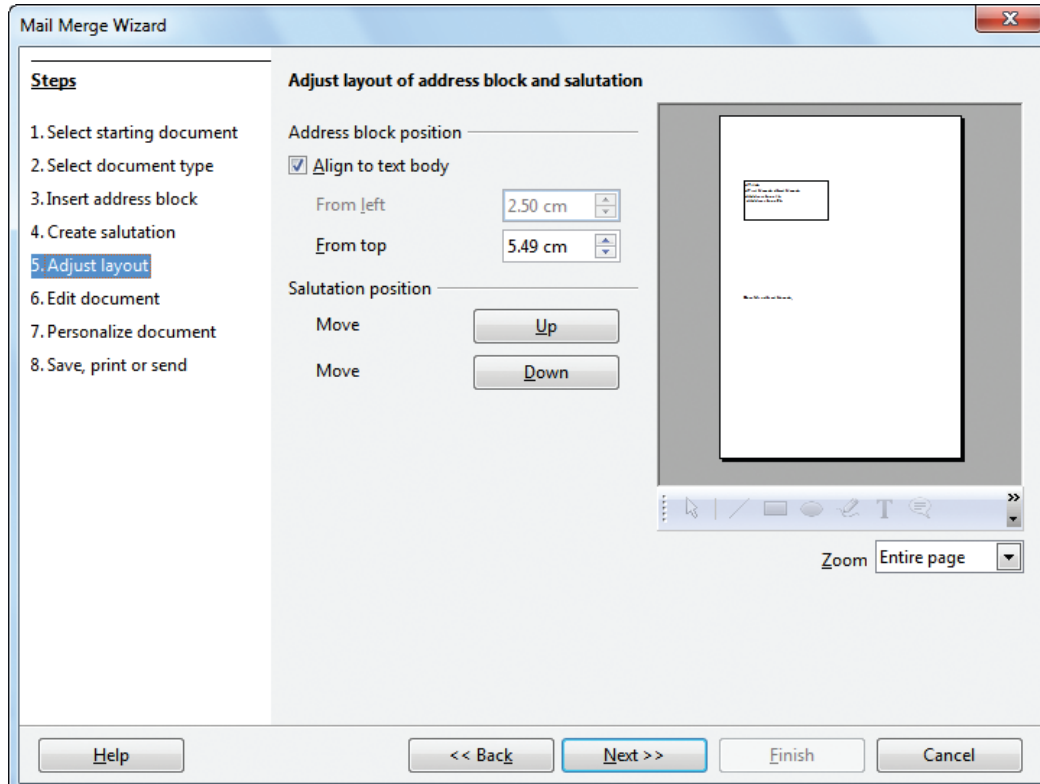 Mail Merge Wizard
Steps
1. Select starting document
2. Select document type
3. Insert address block
4. Create salutation
5. Adjust layout
6. Edit document
7. Personalize document
8. Save, print or send
Adjust layout of address block and salutation
Address block position
Align to text body
From left 2.50 cm
From top 5.49 cm
Salutation position
Move Up
Move Down
T
Zoom Entire page
Help << Back Next >> Finish Cancel